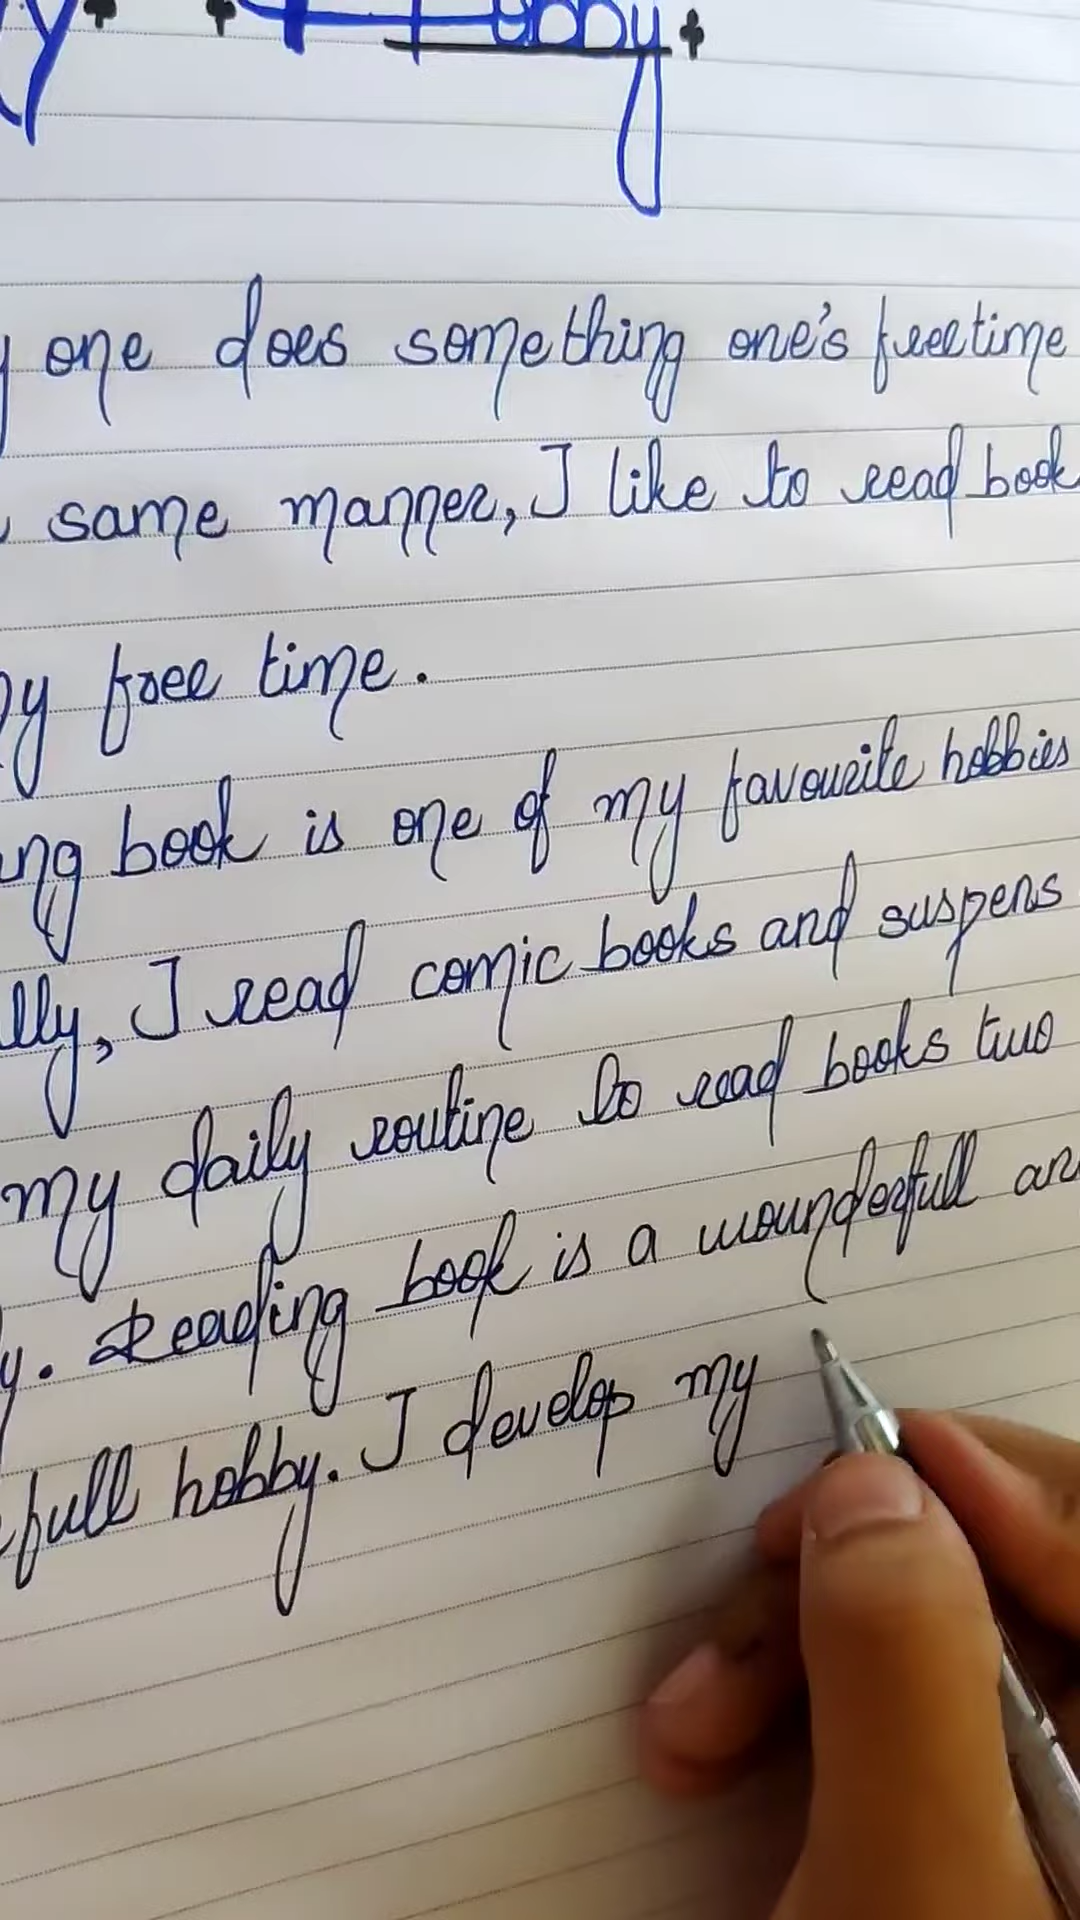 y Hobby
y one does something one's freetime
same manner, I like to read book
my free time.
ing book is one of my favourite hobbies
lly, I read comic books and suspens
my daily routine to read books two
y. Reading book is a wounderfull an
full hobby. I develop my